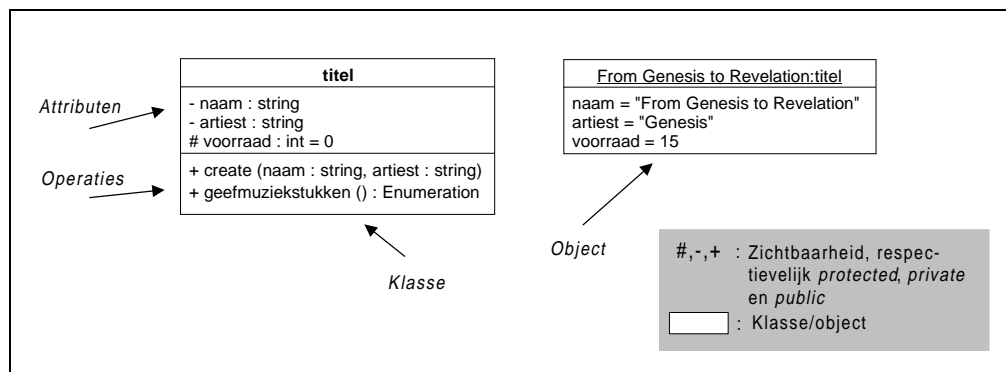 titel
Attributen
- naam : string
- artiest : string
# voorraad : int = 0
Operaties
+ create (naam : string, artiest : string)
+ geefmuziekstukken () : Enumeration
Klasse
From Genesis to Revelation:titel
naam = "From Genesis to Revelation"
artiest = "Genesis"
voorraad = 15
Object
#,-,+ : Zichtbaarheid, respec-
tievelijk protected, private
en public
: Klasse/object